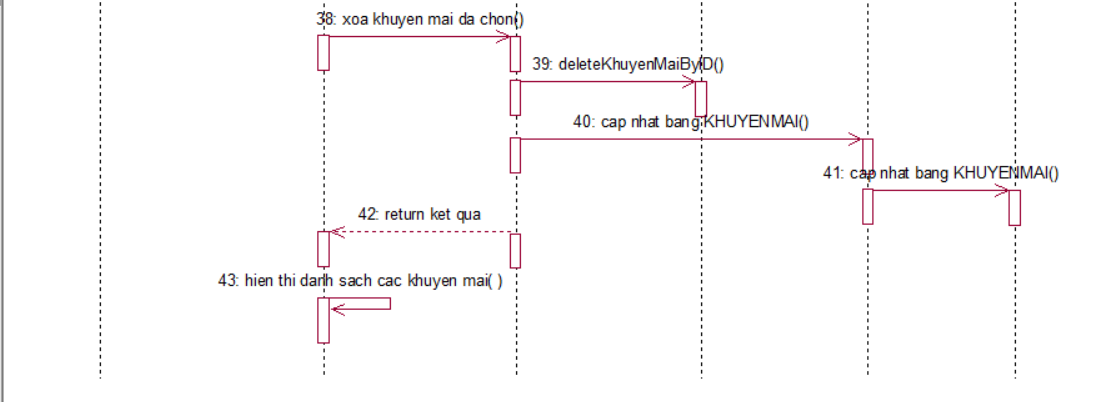 38: xoa khuyen mai da chon()
39: deleteKhuyenMaiByID()
40: cap nhat bang KHUYENMAI()
41: cap nhat bang KHUYENMAI()
42: return ket qua
43: hien thi danh sach cac khuyen mai( )